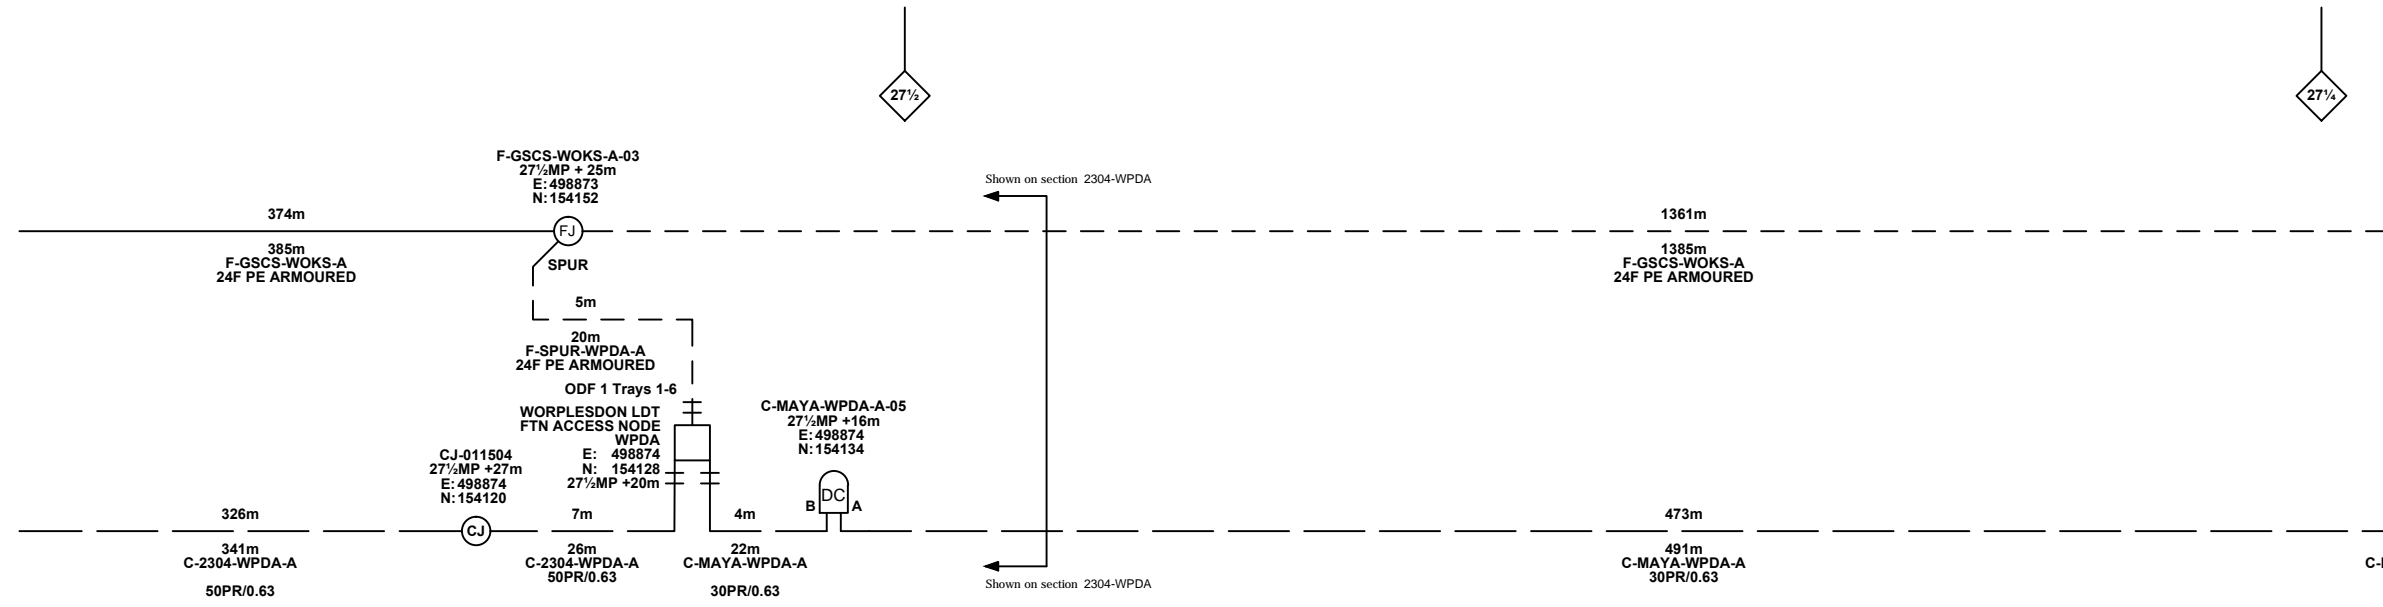 27½
27¼
F-GSCS-WOKS-A-03
27½MP + 25m
E: 498873
N: 154152
Shown on section 2304-WPDA
374m
FJ
385m
F-GSCS-WOKS-A
24F PE ARMOURED
SPUR
1361m
1385m
F-GSCS-WOKS-A
24F PE ARMOURED
5m
20m
F-SPUR-WPDA-A
24F PE ARMOURED
ODF 1 Trays 1-6
WORPLESDON LDT
FTN ACCESS NODE
WPDA
E: 498874
N: 154128
27½MP +20m
C-MAYA-WPDA-A-05
27½MP +16m
E: 498874
N: 154134
CJ-011504
27½MP +27m
E: 498874
N: 154120
B DC A
326m
CJ
341m
C-2304-WPDA-A
50PR/0.63
7m
26m
C-2304-WPDA-A
50PR/0.63
4m
22m
C-MAYA-WPDA-A
30PR/0.63
Shown on section 2304-WPDA
473m
491m
C-MAYA-WPDA-A
30PR/0.63